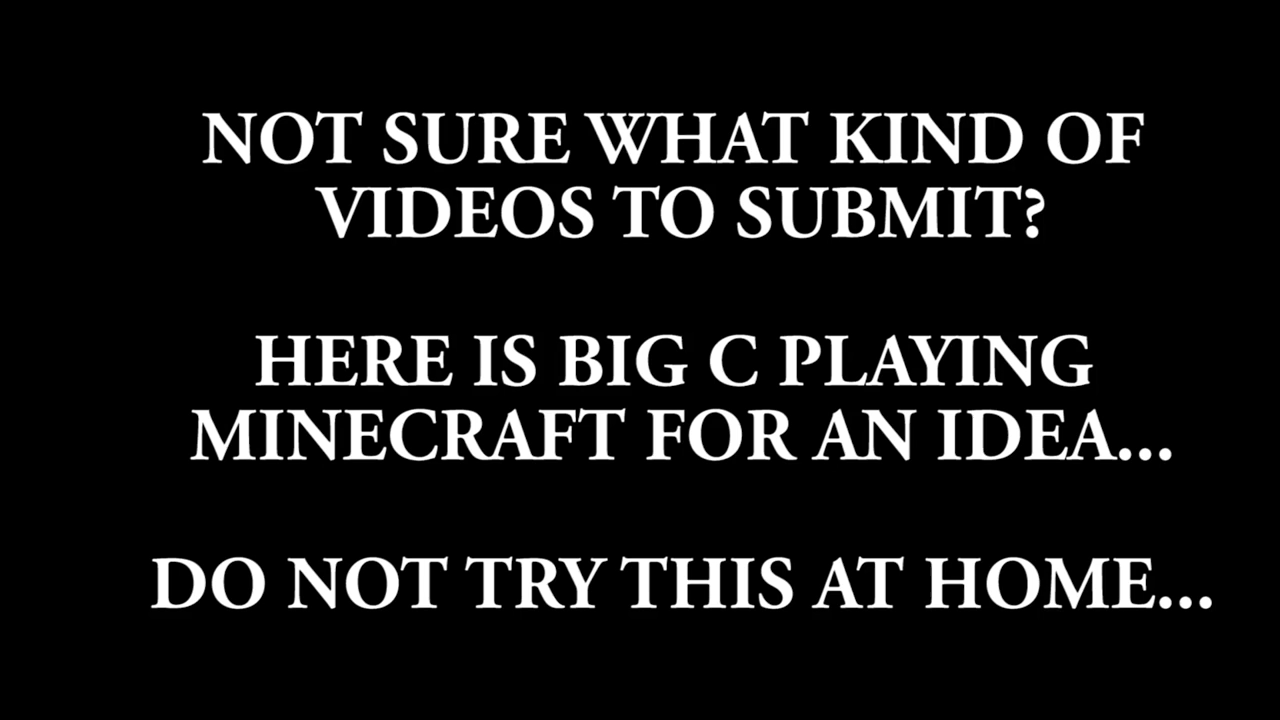 NOT SURE WHAT KIND OF
VIDEOS TO SUBMIT?
HERE IS BIG C PLAYING
MINECRAFT FOR AN IDEA...
DO NOT TRY THIS AT HOME...